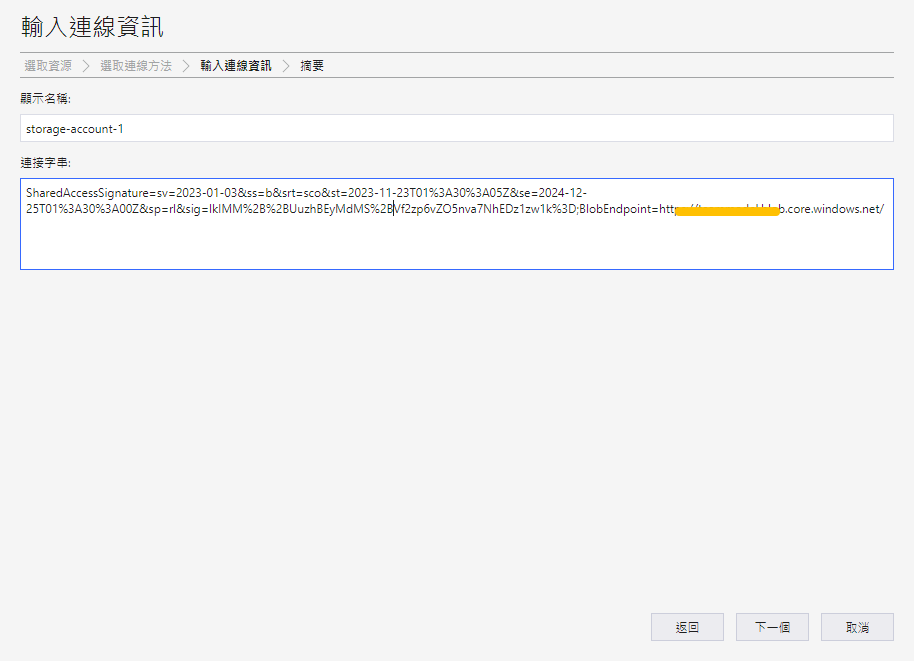 輸入連線資訊
選取資源 > 選取連線方法 > 輸入連線資訊 > 摘要
顯示名稱:
storage-account-1
連接字串:
SharedAccessSignature=sv=2023-01-03&ss=b&srt=sco&st=2023-11-23T01%3A30%3A05Z&se=2024-12-
25T01%3A30%3A00Z&sp=rl&sig=lklMM%2B%2BUuzhBEyMdMS%2BVf2zp6vZO5nva7NhEDz1zw1k%3D;BlobEndpoint=http b.core.windows.net/
返回 下一個 取消